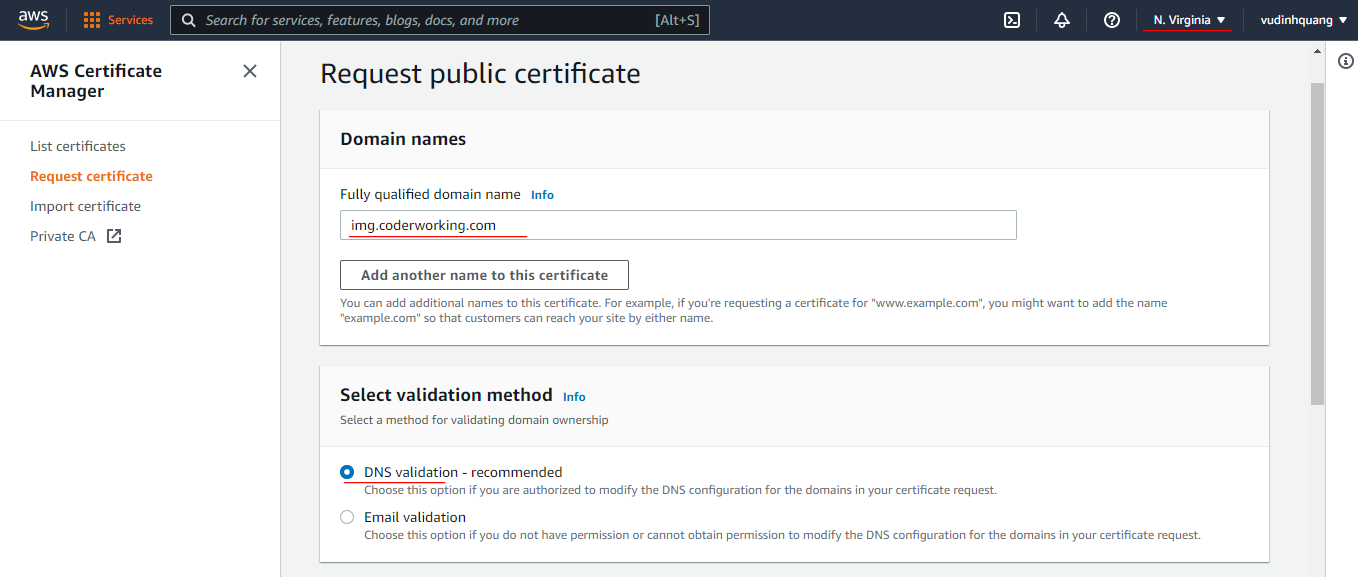 aws
Services
Search for services, features, blogs, docs, and more
[Alt+S]
N. Virginia ▼
vudinhquang ▼
AWS Certificate
Manager
List certificates
Request certificate
Import certificate
Private CA
Request public certificate
Domain names
Fully qualified domain name Info
img.coderworking.com
Add another name to this certificate
You can add additional names to this certificate. For example, if you're requesting a certificate for "www.example.com", you might want to add the name
"example.com" so that customers can reach your site by either name.
Select validation method Info
Select a method for validating domain ownership
DNS validation - recommended
Choose this option if you are authorized to modify the DNS configuration for the domains in your certificate request.
Email validation
Choose this option if you do not have permission or cannot obtain permission to modify the DNS configuration for the domains in your certificate request.